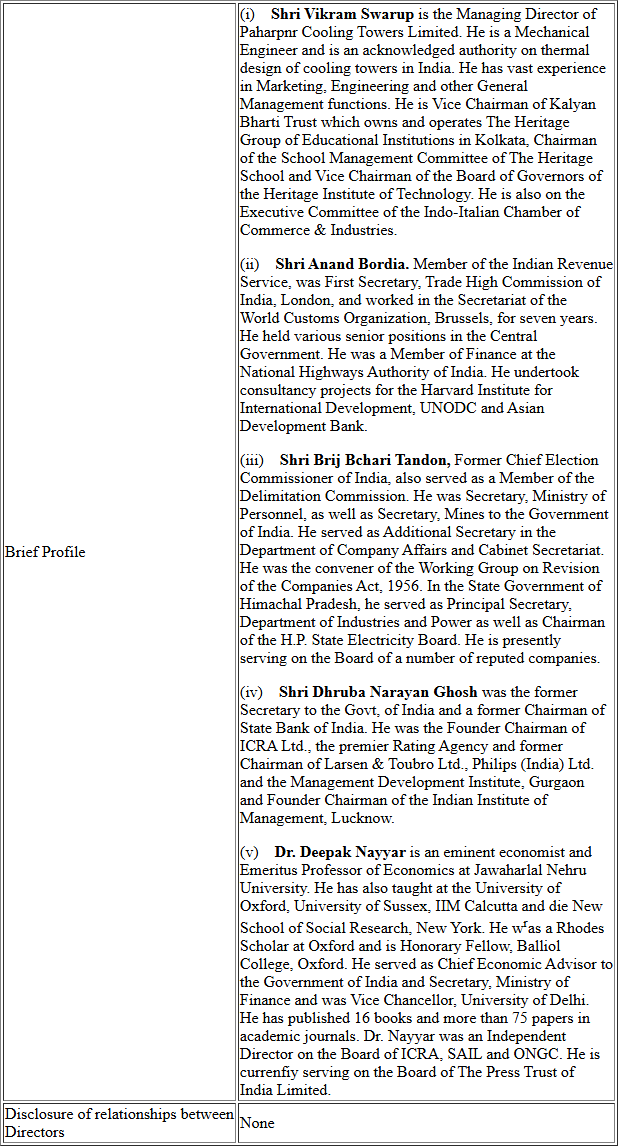 (i) Shri Vikram Swarup is the Managing Director of
Paharpnr Cooling Towers Limited. He is a Mechanical
Engineer and is an acknowledged authority on thermal
design of cooling towers in India. He has vast experience
in Marketing, Engineering and other General
Management functions. He is Vice Chairman of Kalyan
Bharti Trust which owns and operates The Heritage
Group of Educational Institutions in Kolkata, Chairman
of the School Management Committee of The Heritage
School and Vice Chairman of the Board of Governors of
the Heritage Institute of Technology. He is also on the
Executive Committee of the Indo-Italian Chamber of
Commerce & Industries.
(ii) Shri Anand Bordia. Member of the Indian Revenue
Service, was First Secretary, Trade High Commission of
India, London, and worked in the Secretariat of the
World Customs Organization, Brussels, for seven years.
He held various senior positions in the Central
Government. He was a Member of Finance at the
National Highways Authority of India. He undertook
consultancy projects for the Harvard Institute for
International Development, UNODC and Asian
Development Bank.
(iii) Shri Brij Bchari Tandon, Former Chief Election
Commissioner of India, also served as a Member of the
Delimitation Commission. He was Secretary, Ministry of
Personnel, as well as Secretary, Mines to the Government
of India. He served as Additional Secretary in the
Department of Company Affairs and Cabinet Secretariat.
Brief Profile
He was the convener of the Working Group on Revision
of the Companies Act, 1956. In the State Government of
Himachal Pradesh, he served as Principal Secretary,
Department of Industries and Power as well as Chairman
of the H.P. State Electricity Board. He is presently
serving on the Board of a number of reputed companies.
(iv) Shri Dhruba Narayan Ghosh was the former
Secretary to the Govt, of India and a former Chairman of
State Bank of India. He was the Founder Chairman of
ICRA Ltd., the premier Rating Agency and former
Chairman of Larsen & Toubro Ltd., Philips (India) Ltd.
and the Management Development Institute, Gurgaon
and Founder Chairman of the Indian Institute of
Management, Lucknow.
(v) Dr. Deepak Nayyar is an eminent economist and
Emeritus Professor of Economics at Jawaharlal Nehru
University. He has also taught at the University of
Oxford, University of Sussex, IIM Calcutta and die New
School of Social Research, New York. He wras a Rhodes
Scholar at Oxford and is Honorary Fellow, Balliol
College, Oxford. He served as Chief Economic Advisor to
the Government of India and Secretary, Ministry of
Finance and was Vice Chancellor, University of Delhi.
He has published 16 books and more than 75 papers in
academic journals. Dr. Nayyar was an Independent
Director on the Board of ICRA, SAIL and ONGC. He is
currenfiy serving on the Board of The Press Trust of
India Limited.
Disclosure of relationships between
Directors
None